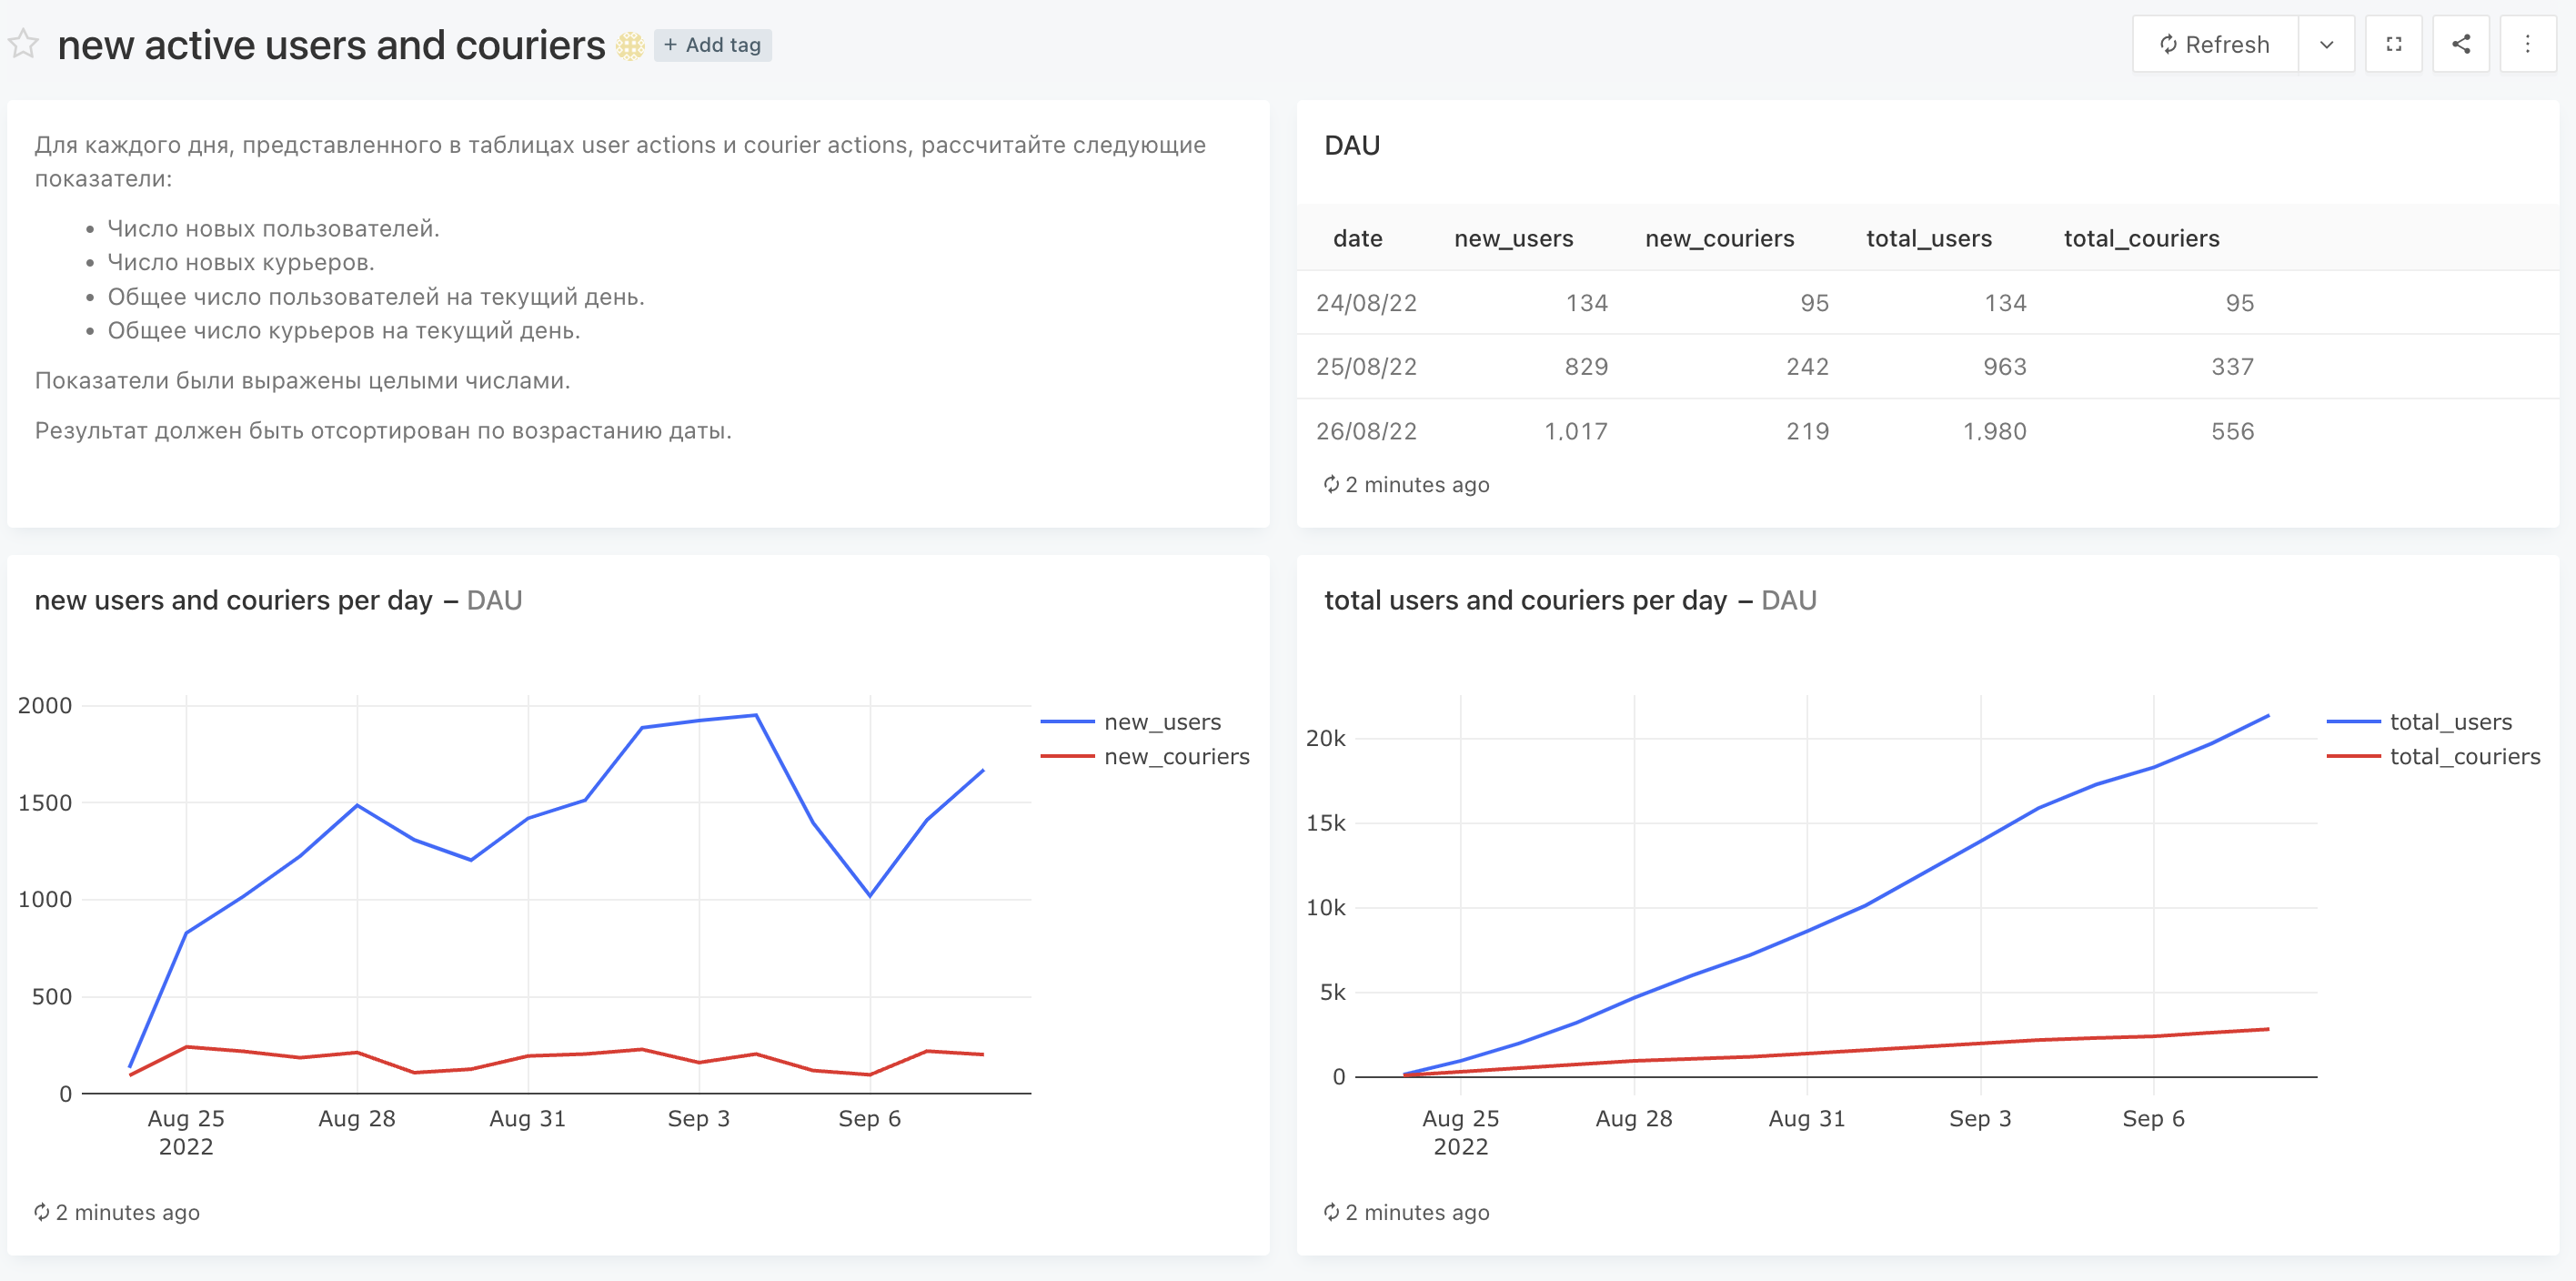 new active users and couriers + Add tag
Refresh
Для каждого дня, представленного в таблицах user actions и courier actions, рассчитайте следующие
показатели:
• Число новых пользователей.
• Число новых курьеров.
• Общее число пользователей на текущий день.
• Общее число курьеров на текущий день.
Показатели были выражены целыми числами.
Результат должен быть отсортирован по возрастанию даты.
DAU
date new_users new_couriers total_users total_couriers
24/08/22 134 95 134 95
25/08/22 829 242 963 337
26/08/22 1,017 219 1,980 556
2 minutes ago
new users and couriers per day – DAU
2000
1500
1000
500
0
Aug 25 Aug 28 Aug 31 Sep 3 Sep 6
2022
new_users
new_couriers
2 minutes ago
total users and couriers per day – DAU
20k
15k
10k
5k
0
Aug 25 Aug 28 Aug 31 Sep 3 Sep 6
2022
total_users
total_couriers
2 minutes ago